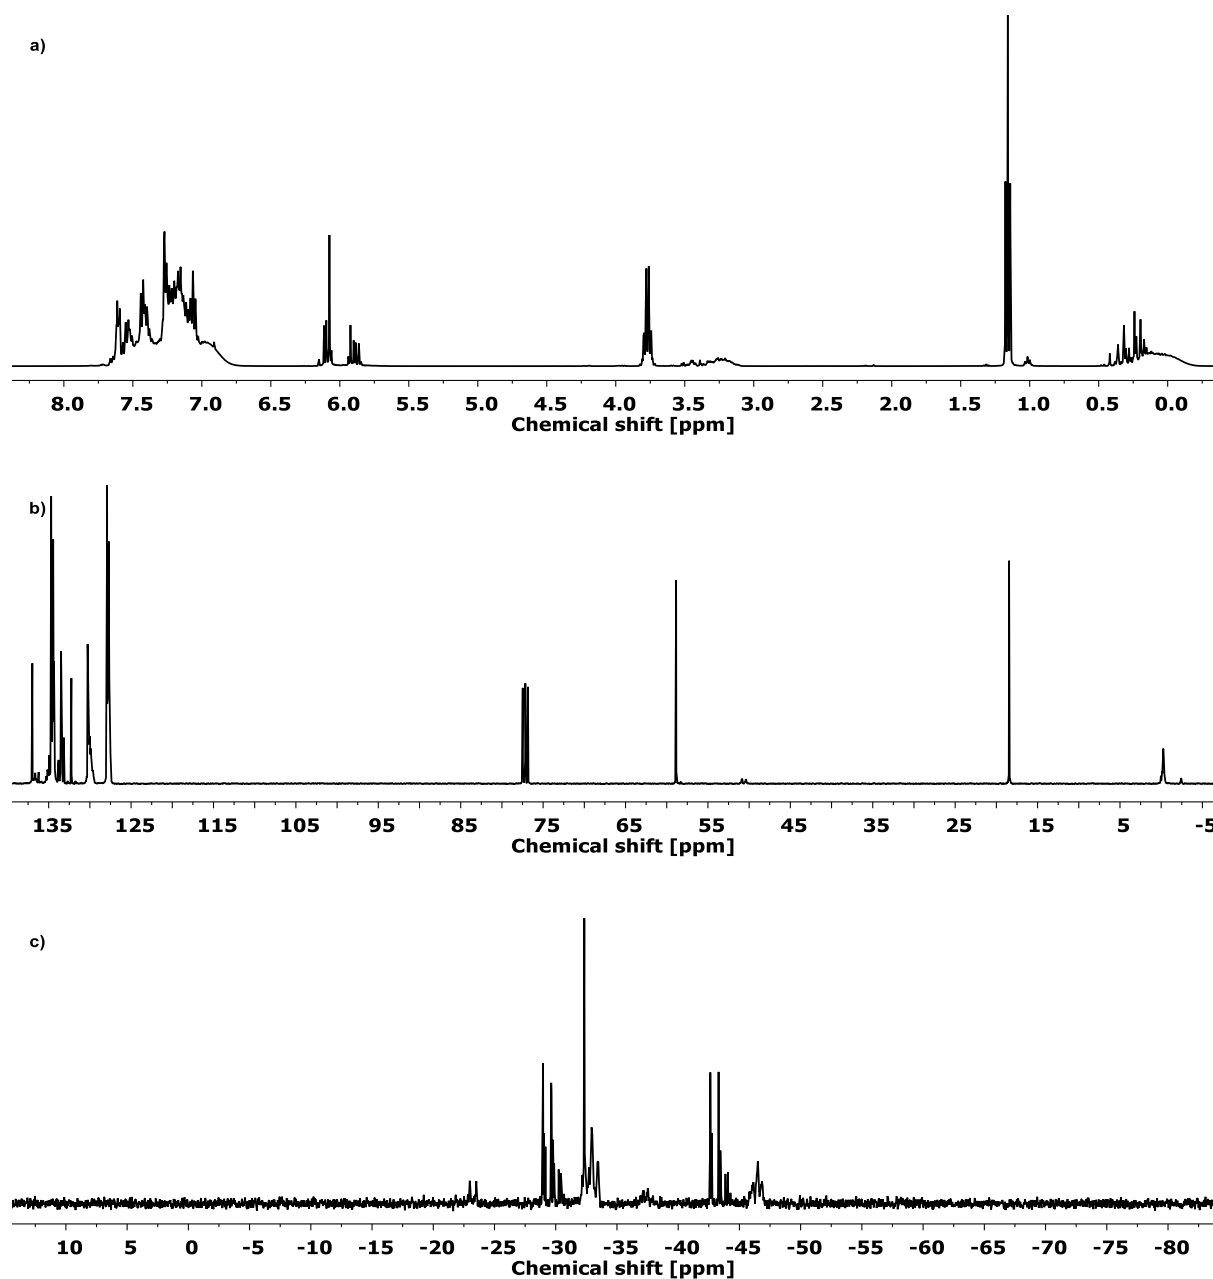 a)
8.0 7.5 7.0 6.5 6.0 5.5 5.0 4.5 4.0 3.5 3.0 2.5 2.0 1.5 1.0 0.5 0.0
Chemical shift [ppm]
b)
135 125 115 105 95 85 75 65 55 45 35 25 15 5 -5
Chemical shift [ppm]
c)
10 5 0 -5 -10 -15 -20 -25 -30 -35 -40 -45 -50 -55 -60 -65 -70 -75 -80
Chemical shift [ppm]